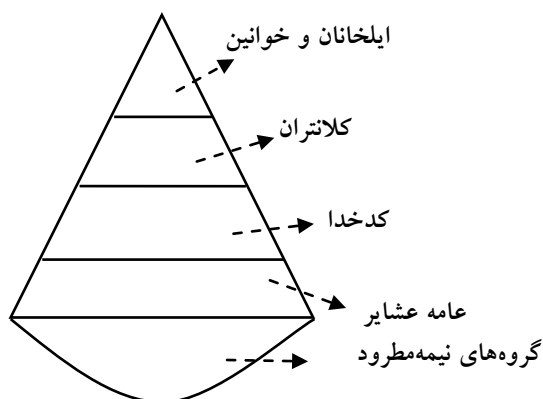 ایلخانان و خوانین
کلانتران
کدخدا
عامه عشایر
گروه‌های نیمه‌مطرود